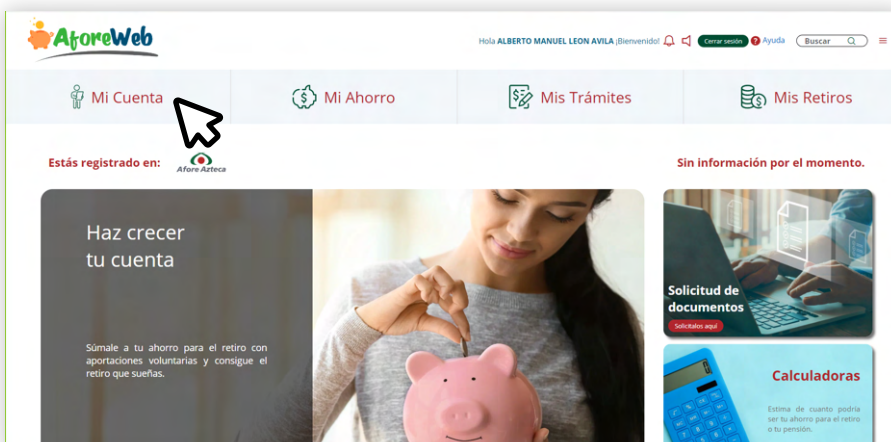 AforeWeb
Hola ALBERTO MANUEL LEON AVILA ¡Bienvenido! Cerrar sesión ? Ayuda Buscar
Mi Cuenta Mi Ahorro Mis Trámites Mis Retiros
Estás registrado en: Afore Azteca Sin información por el momento.
Haz crecer
tu cuenta
Súmale a tu ahorro para el retiro con
aportaciones voluntarias y consigue el
retiro que sueñas.
Solicitud de
documentos
Solicítalos aquí
Calculadoras
Estima de cuanto podría
ser tu ahorro para el retiro
o tu pensión.